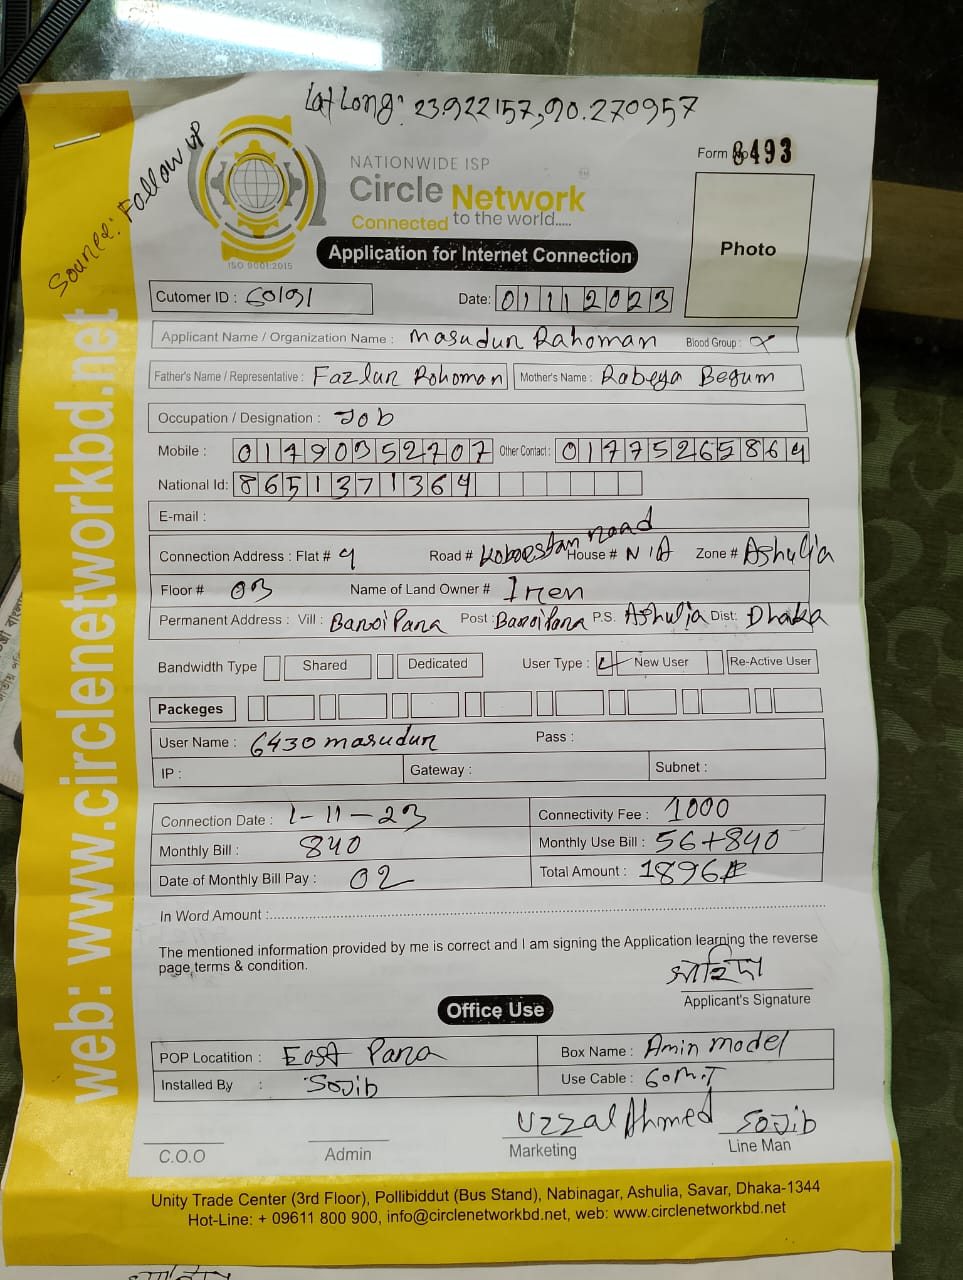 Lat Long: 23.922157,90.270957
Source: Follow up
Form No 8493
NATIONWIDE ISP
Circle Network
Connected to the world.....
ISO 9001:2015
Photo
Application for Internet Connection
Cutomer ID : 60191 Date: 01112023
Applicant Name / Organization Name : Masudur Rahoman Blood Group :
Father's Name / Representative : Fazlur Rohoman Mother's Name : Rabeya Begum
Occupation / Designation : Job
Mobile : 01790352707 Other Contact : 01775265864
National Id: 8651371364
E-mail :
Connection Address : Flat # 4 Road # Koborstan road House # N/A Zone # Ashulia
Floor # 03 Name of Land Owner # Iren
Permanent Address : Vill : Baroi Para Post : Baroi Para P.S. Ashulia Dist: Dhaka
Bandwidth Type Shared Dedicated User Type : New User Re-Active User
Packeges
User Name : 6430masudur Pass :
IP : Gateway : Subnet :
Connection Date : 1-11-23 Connectivity Fee : 1000
Monthly Bill : 840 Monthly Use Bill : 56+840
Date of Monthly Bill Pay : 02 Total Amount : 1896
In Word Amount :
The mentioned information provided by me is correct and I am signing the Application learning the reverse
page,terms & condition.
Applicant's Signature
Office Use
POP Locatition : East Para Box Name : Amin model
Installed By : Sojib Use Cable : 60M.T
Uzzal Ahmed Sojib
C.O.O Admin Marketing Line Man
Unity Trade Center (3rd Floor), Pollibiddut (Bus Stand), Nabinagar, Ashulia, Savar, Dhaka-1344
Hot-Line: + 09611 800 900, info@circlenetworkbd.net, web: www.circlenetworkbd.net
web: www.circlenetworkbd.net